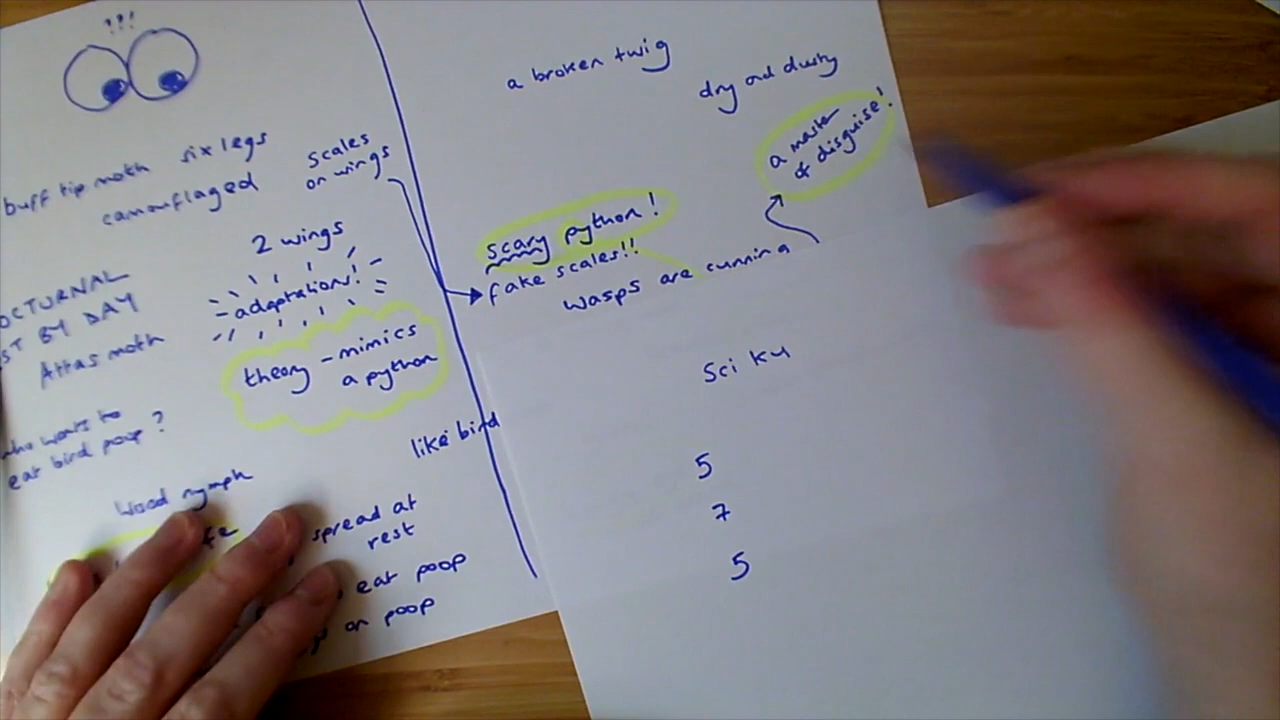 !!!
buff tip moth six legs
camouflaged
scales
on wings
2 wings
adaptation!
theory - mimics
a python
OCTURNAL
ST BY DAY
Atlas moth
who wants to
eat bird poop?
like bird
Wood nymph
fe
spread at
rest
eat poop
on poop
a broken twig
dry and dusty
a master
of disguise!
scary python!
fake scales!!
wasps are cunning
Sci Ku
5
7
5